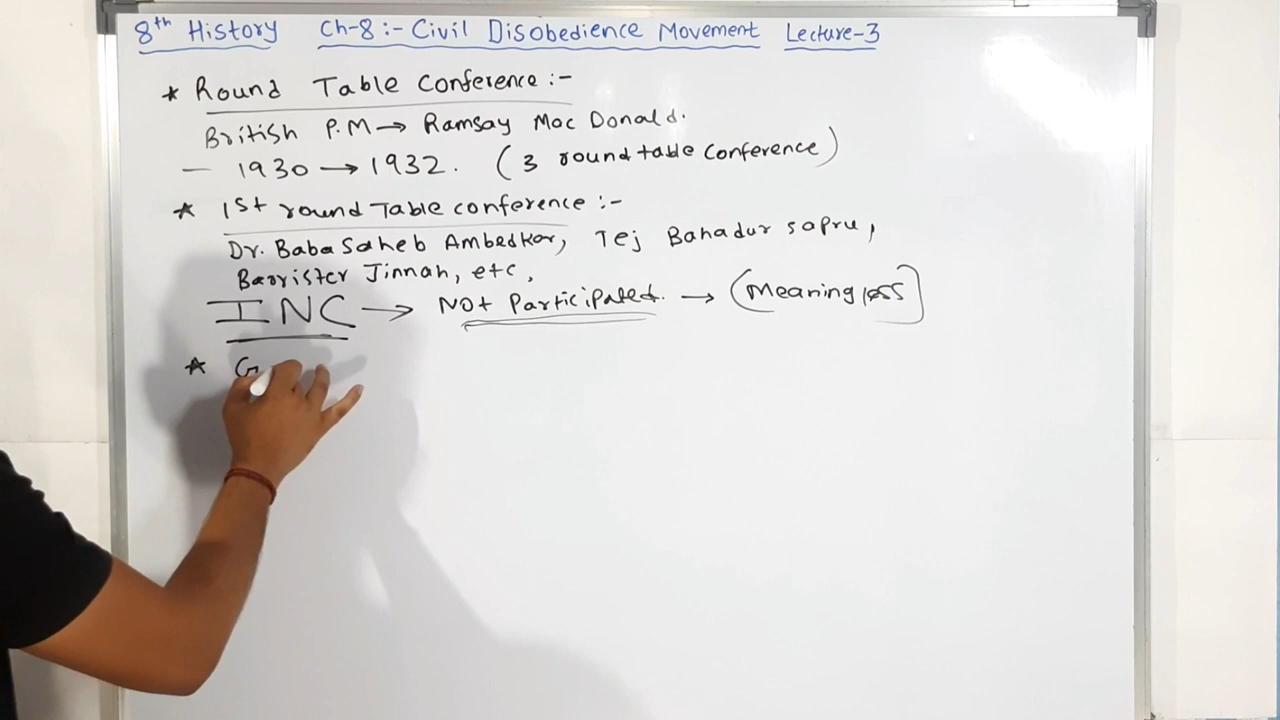 8th History Ch-8:- Civil Disobedience Movement Lecture-3
* Round Table Conference :-
British P.M → Ramsay Moc Donald.
— 1930 → 1932. (3 round table conference)
* 1st round Table conference :-
Dr. Baba Saheb Ambedkar, Tej Bahadur sapru,
Barrister Jinnah, etc,
INC → Not Participated. → (Meaningless)
* G